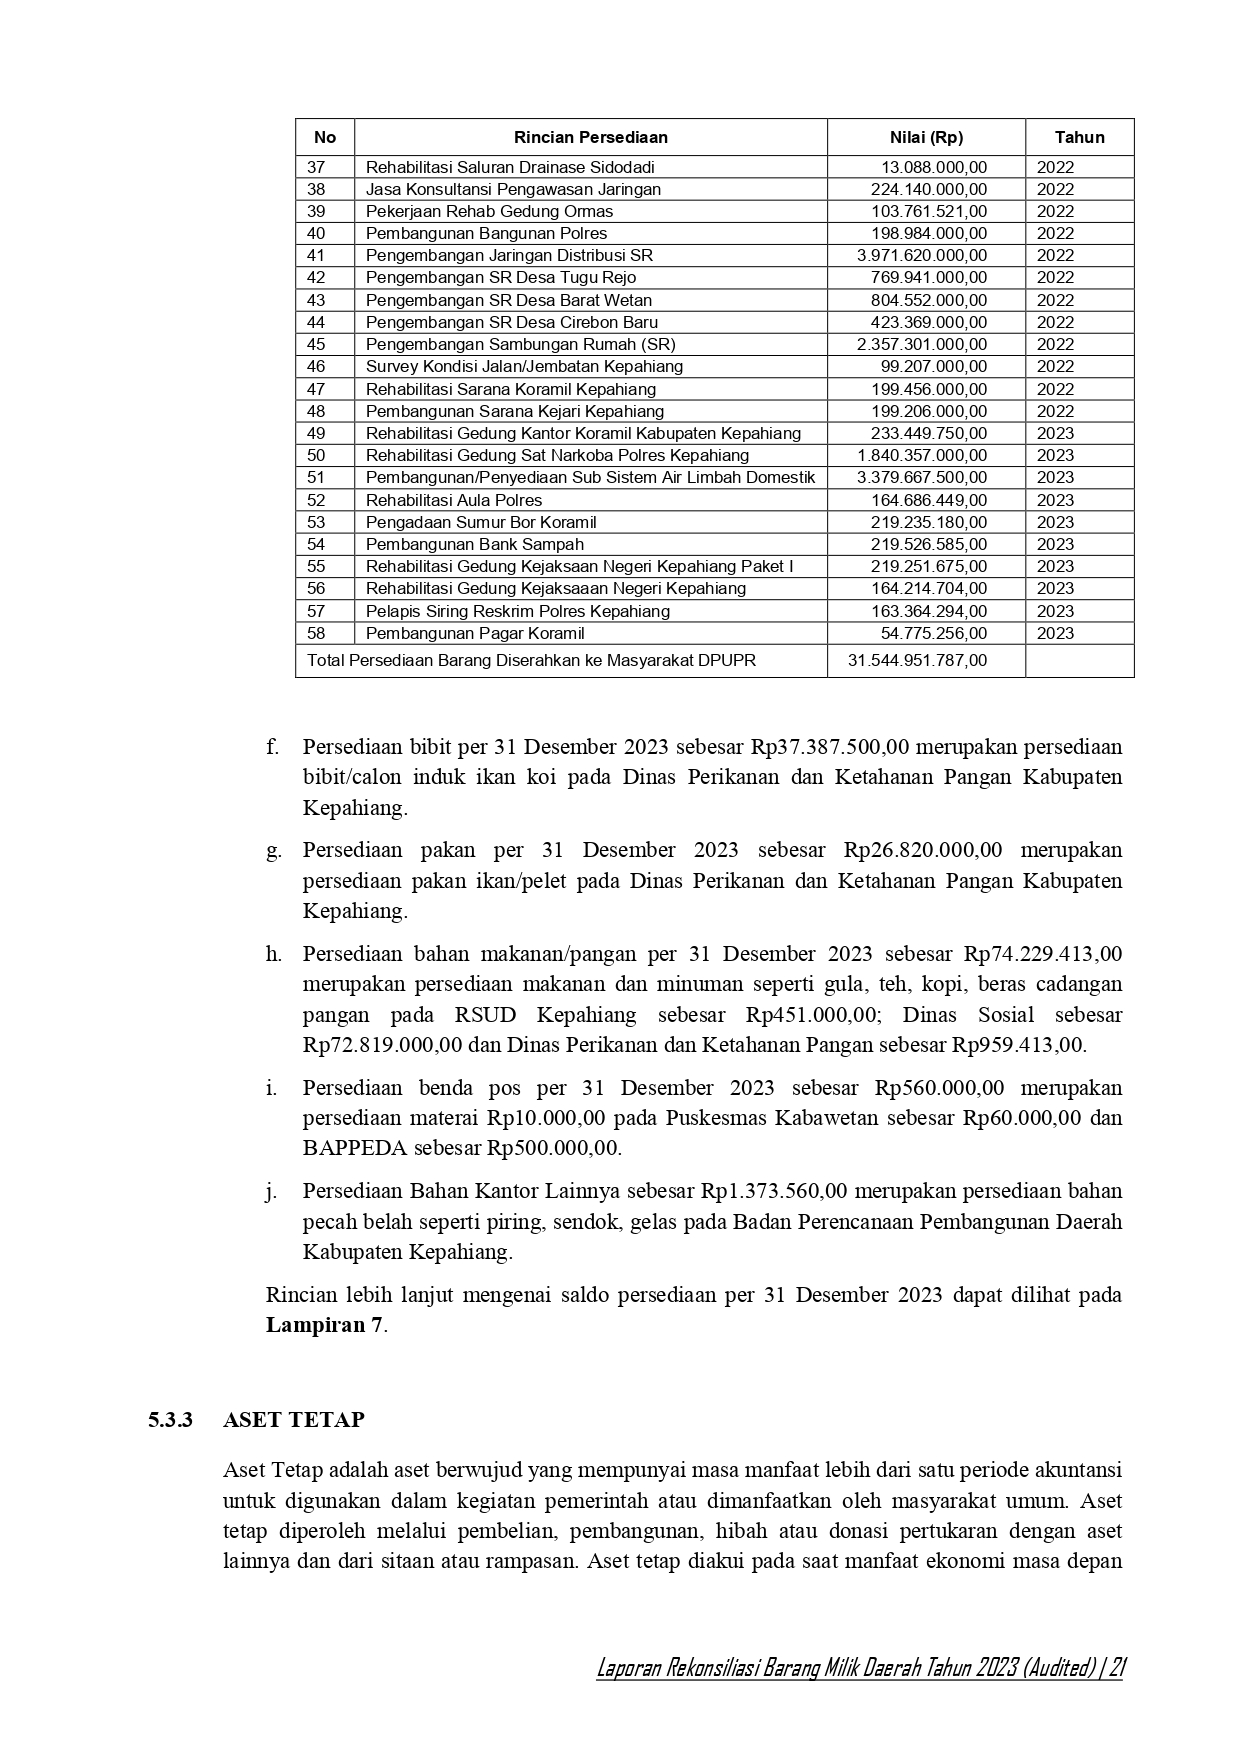 No Rincian Persediaan Nilai (Rp) Tahun
37 Rehabilitasi Saluran Drainase Sidodadi 13.088.000,00 2022
38 Jasa Konsultansi Pengawasan Jaringan 224.140.000,00 2022
39 Pekerjaan Rehab Gedung Ormas 103.761.521,00 2022
40 Pembangunan Bangunan Polres 198.984.000,00 2022
41 Pengembangan Jaringan Distribusi SR 3.971.620.000,00 2022
42 Pengembangan SR Desa Tugu Rejo 769.941.000,00 2022
43 Pengembangan SR Desa Barat Wetan 804.552.000,00 2022
44 Pengembangan SR Desa Cirebon Baru 423.369.000,00 2022
45 Pengembangan Sambungan Rumah (SR) 2.357.301.000,00 2022
46 Survey Kondisi Jalan/Jembatan Kepahiang 99.207.000,00 2022
47 Rehabilitasi Sarana Koramil Kepahiang 199.456.000,00 2022
48 Pembangunan Sarana Kejari Kepahiang 199.206.000,00 2022
49 Rehabilitasi Gedung Kantor Koramil Kabupaten Kepahiang 233.449.750,00 2023
50 Rehabilitasi Gedung Sat Narkoba Polres Kepahiang 1.840.357.000,00 2023
51 Pembangunan/Penyediaan Sub Sistem Air Limbah Domestik 3.379.667.500,00 2023
52 Rehabilitasi Aula Polres 164.686.449,00 2023
53 Pengadaan Sumur Bor Koramil 219.235.180,00 2023
54 Pembangunan Bank Sampah 219.526.585,00 2023
55 Rehabilitasi Gedung Kejaksaan Negeri Kepahiang Paket I 219.251.675,00 2023
56 Rehabilitasi Gedung Kejaksaaan Negeri Kepahiang 164.214.704,00 2023
57 Pelapis Siring Reskrim Polres Kepahiang 163.364.294,00 2023
58 Pembangunan Pagar Koramil 54.775.256,00 2023
Total Persediaan Barang Diserahkan ke Masyarakat DPUPR 31.544.951.787,00
f. Persediaan bibit per 31 Desember 2023 sebesar Rp37.387.500,00 merupakan persediaan
bibit/calon induk ikan koi pada Dinas Perikanan dan Ketahanan Pangan Kabupaten
Kepahiang.
g. Persediaan pakan per 31 Desember 2023 sebesar Rp26.820.000,00 merupakan
persediaan pakan ikan/pelet pada Dinas Perikanan dan Ketahanan Pangan Kabupaten
Kepahiang.
h. Persediaan bahan makanan/pangan per 31 Desember 2023 sebesar Rp74.229.413,00
merupakan persediaan makanan dan minuman seperti gula, teh, kopi, beras cadangan
pangan pada RSUD Kepahiang sebesar Rp451.000,00; Dinas Sosial sebesar
Rp72.819.000,00 dan Dinas Perikanan dan Ketahanan Pangan sebesar Rp959.413,00.
i. Persediaan benda pos per 31 Desember 2023 sebesar Rp560.000,00 merupakan
persediaan materai Rp10.000,00 pada Puskesmas Kabawetan sebesar Rp60.000,00 dan
BAPPEDA sebesar Rp500.000,00.
j. Persediaan Bahan Kantor Lainnya sebesar Rp1.373.560,00 merupakan persediaan bahan
pecah belah seperti piring, sendok, gelas pada Badan Perencanaan Pembangunan Daerah
Kabupaten Kepahiang.
Rincian lebih lanjut mengenai saldo persediaan per 31 Desember 2023 dapat dilihat pada
Lampiran 7.
5.3.3 ASET TETAP
Aset Tetap adalah aset berwujud yang mempunyai masa manfaat lebih dari satu periode akuntansi
untuk digunakan dalam kegiatan pemerintah atau dimanfaatkan oleh masyarakat umum. Aset
tetap diperoleh melalui pembelian, pembangunan, hibah atau donasi pertukaran dengan aset
lainnya dan dari sitaan atau rampasan. Aset tetap diakui pada saat manfaat ekonomi masa depan
Laporan Rekonsiliasi Barang Milik Daerah Tahun 2023 (Audited) | 21